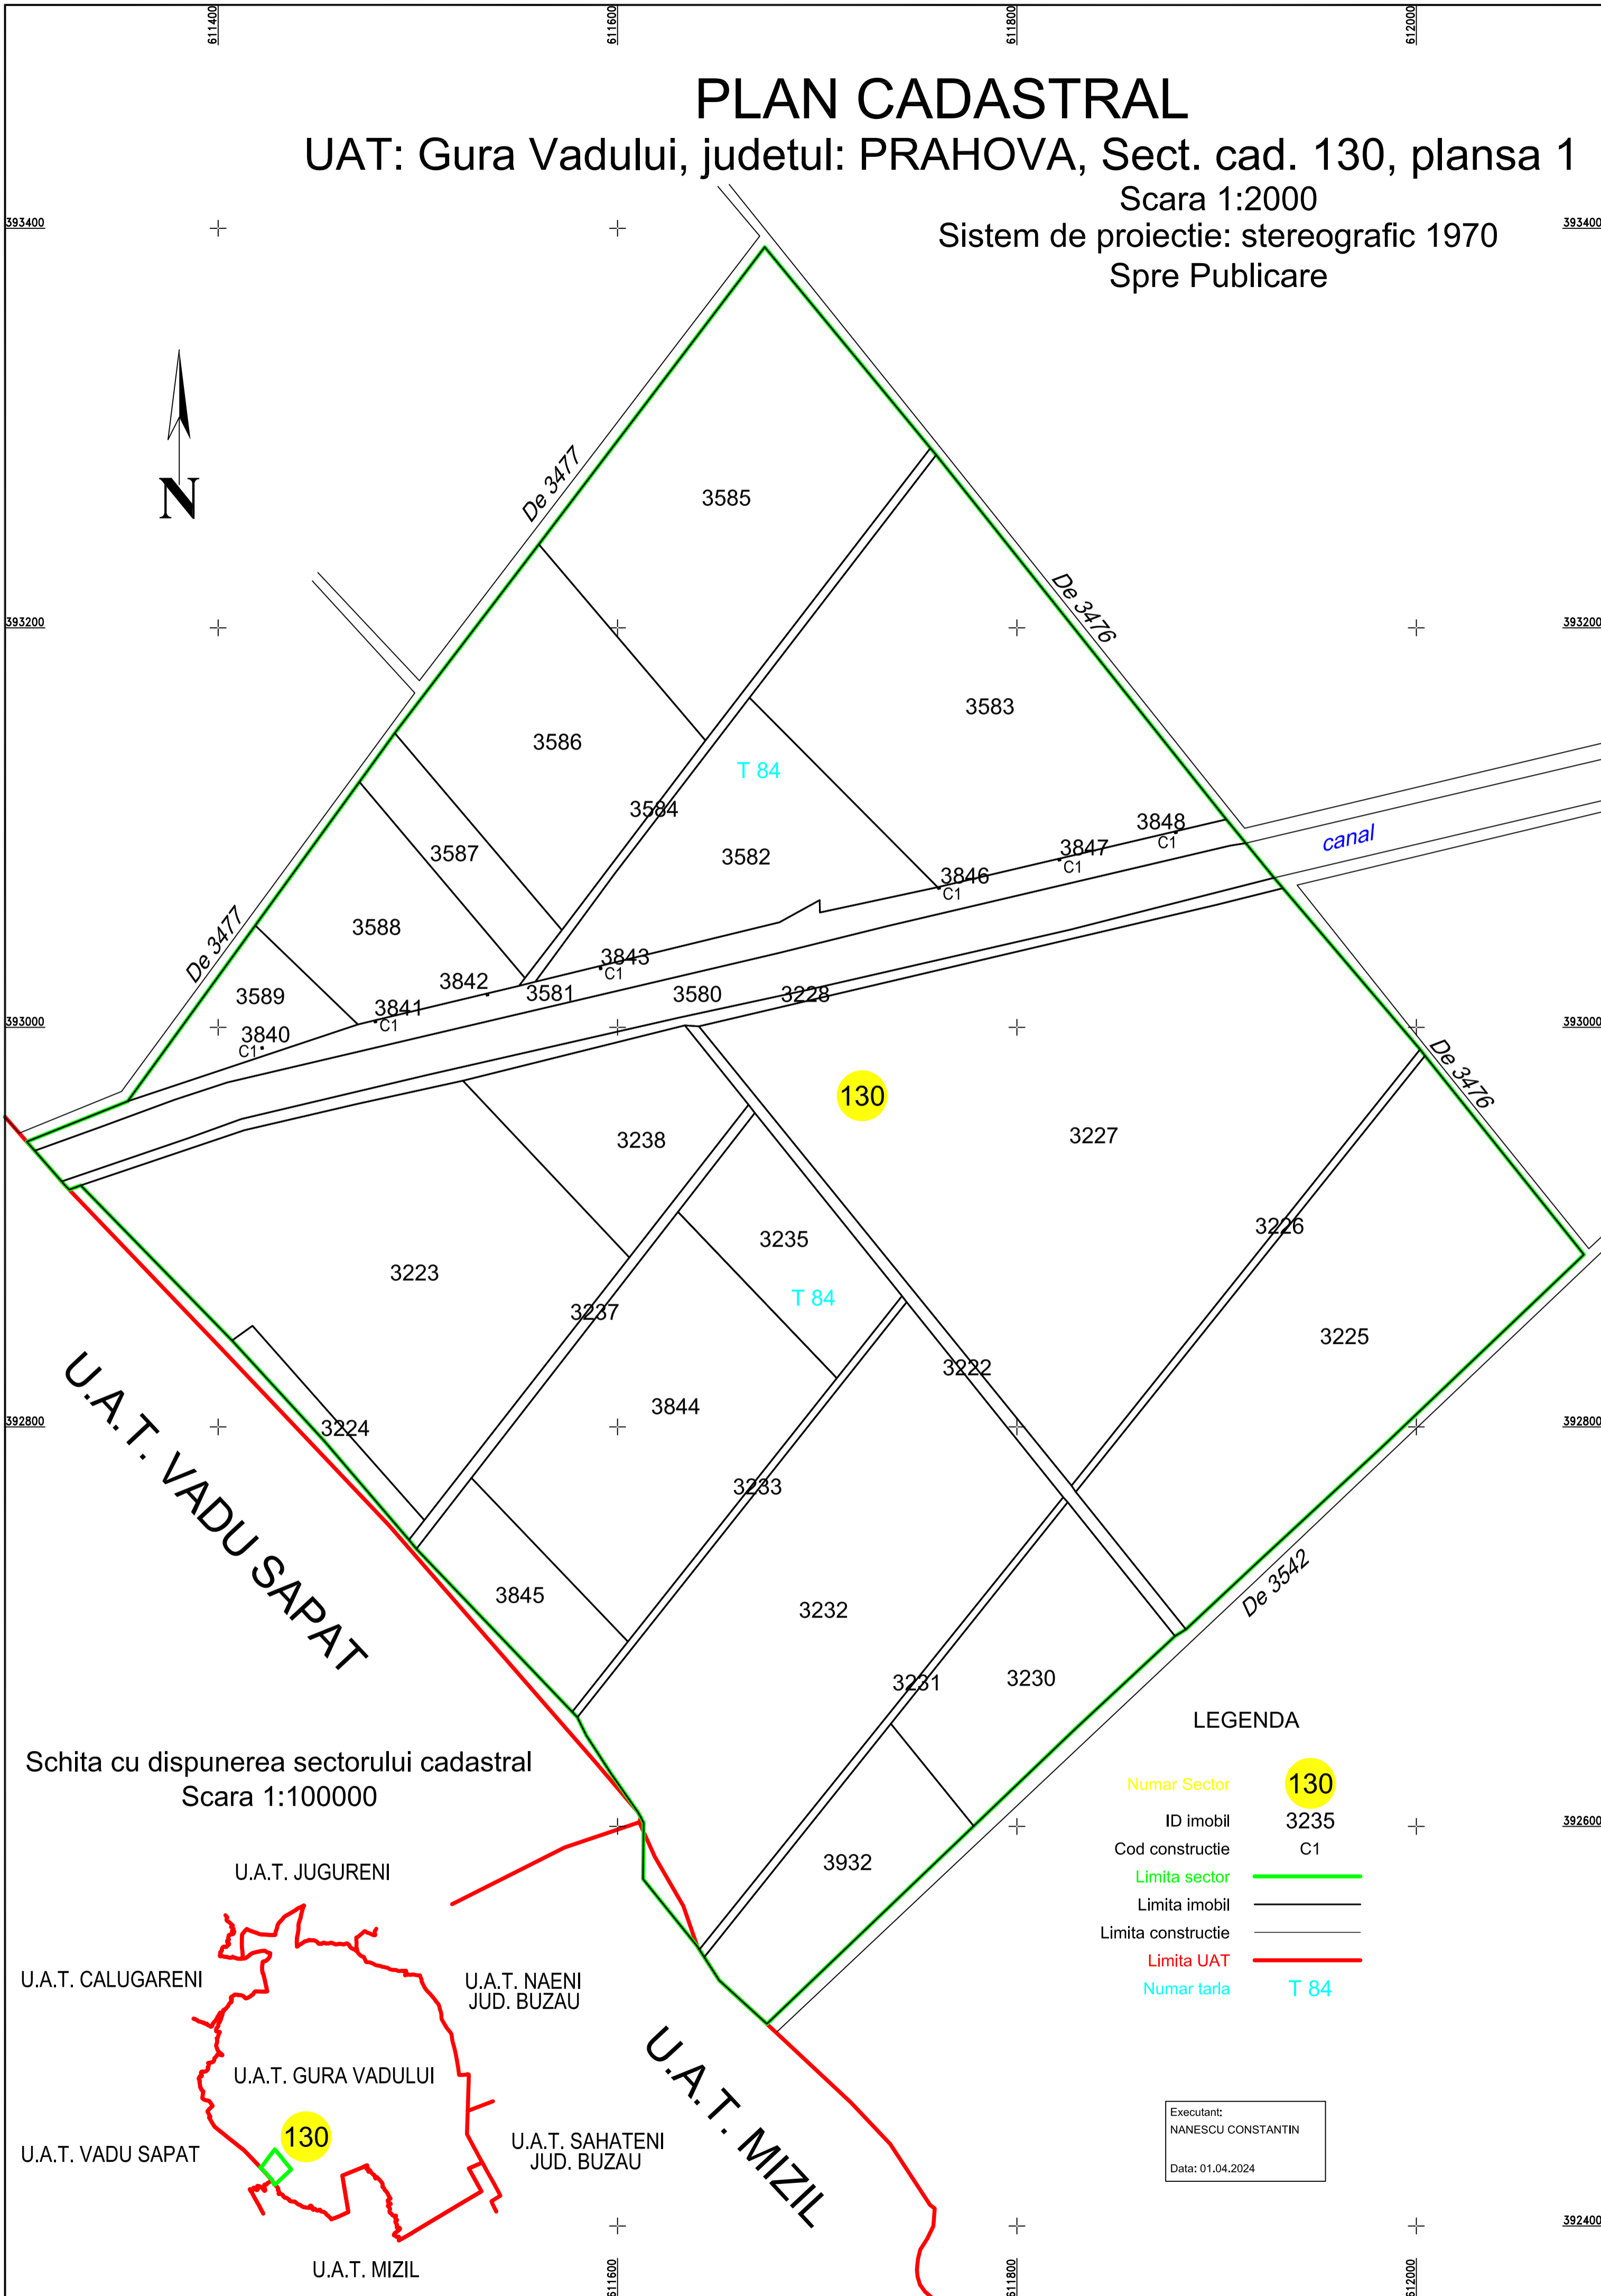 611400
611600
611800
612000
PLAN CADASTRAL
UAT: Gura Vadului, judetul: PRAHOVA, Sect. cad. 130, plansa 1
Scara 1:2000
Sistem de proiectie: stereografic 1970
Spre Publicare
393400
393400
N
De 3477
3585
De 3476
393200
393200
3583
3586
T 84
3584
3848
C1
canal
3587
3582
3847
C1
3846
C1
De 3477
3588
3843
C1
3842
3589
3581
3580
3228
3841
C1
393000
393000
3840
C1
De 3476
130
3238
3227
3235
3226
3223
T 84
3237
3225
3222
3844
U.A.T. VADU SAPAT
3224
392800
392800
3233
De 3542
3845
3232
3231
3230
LEGENDA
Schita cu dispunerea sectorului cadastral
Scara 1:100000
Numar Sector 130
ID imobil 3235
392600
Cod constructie C1
3932
Limita sector
Limita imobil
Limita constructie
Limita UAT
Numar tarla T 84
U.A.T. JUGURENI
U.A.T. CALUGARENI
U.A.T. NAENI
JUD. BUZAU
U.A.T. GURA VADULUI
U.A.T. MIZIL
130
U.A.T. VADU SAPAT
U.A.T. SAHATENI
JUD. BUZAU
Executant:
NANESCU CONSTANTIN
Data: 01.04.2024
392400
U.A.T. MIZIL
611600
611800
612000